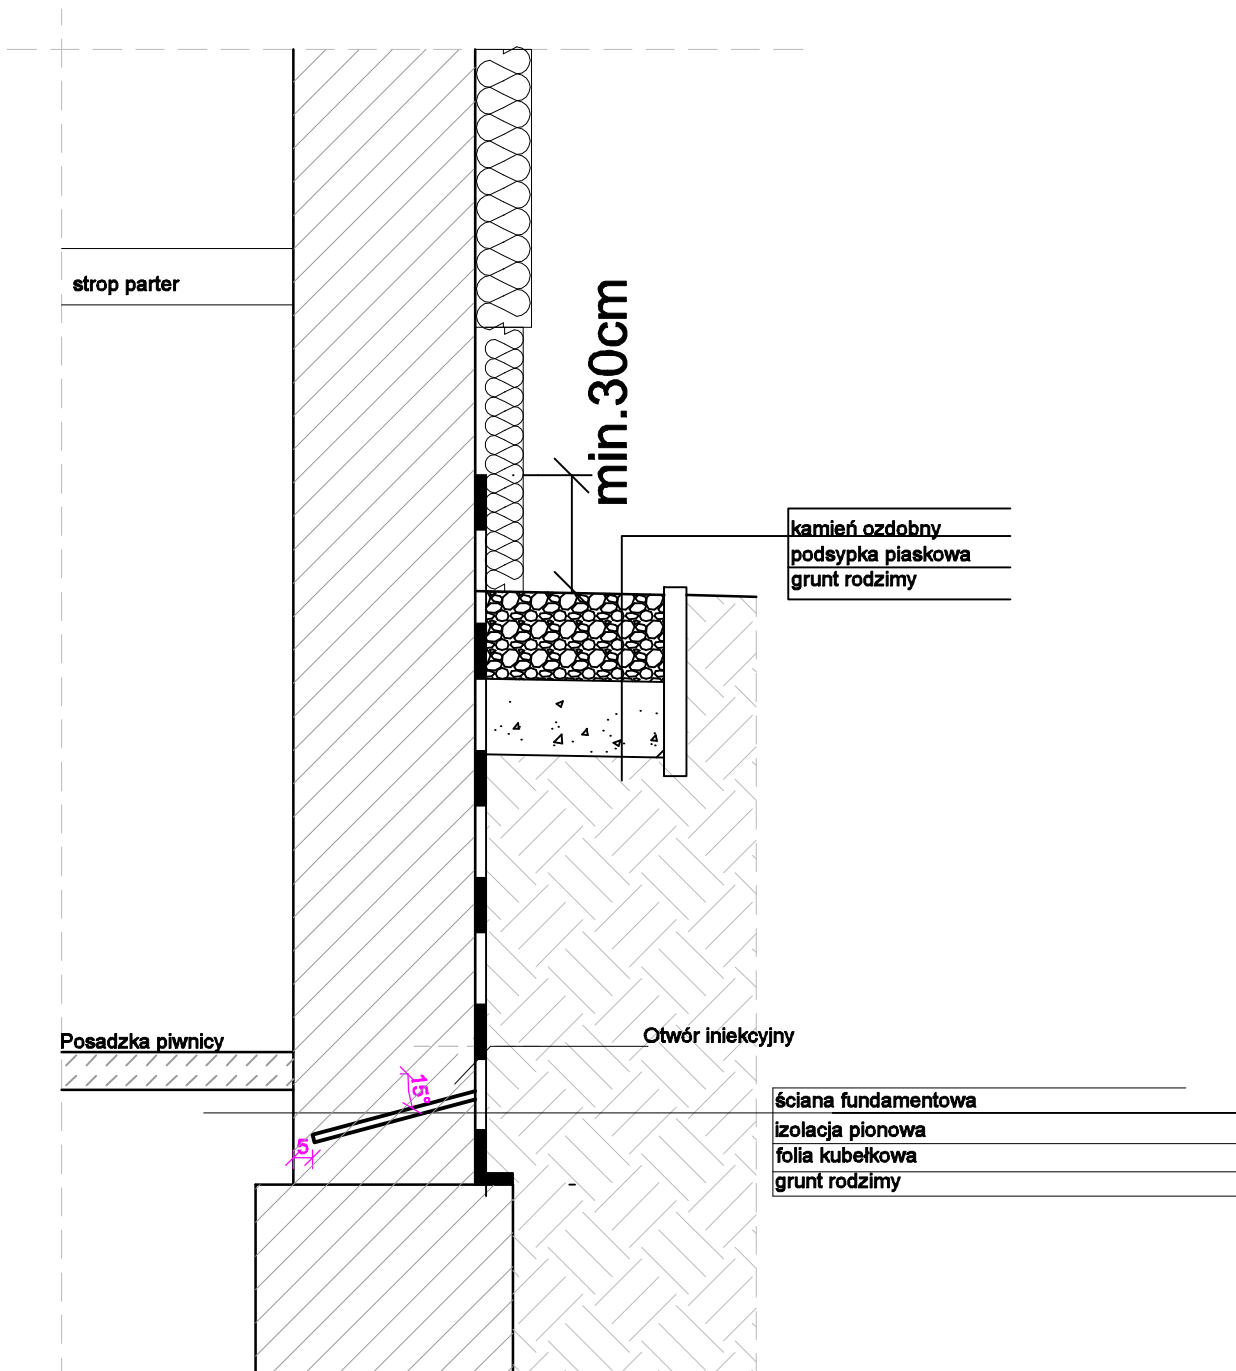 strop parter
min.30cm
kamień ozdobny
podsypka piaskowa
grunt rodzimy
Posadzka piwnicy
Otwór iniekcyjny
15°
5
ściana fundamentowa
izolacja pionowa
folia kubełkowa
grunt rodzimy